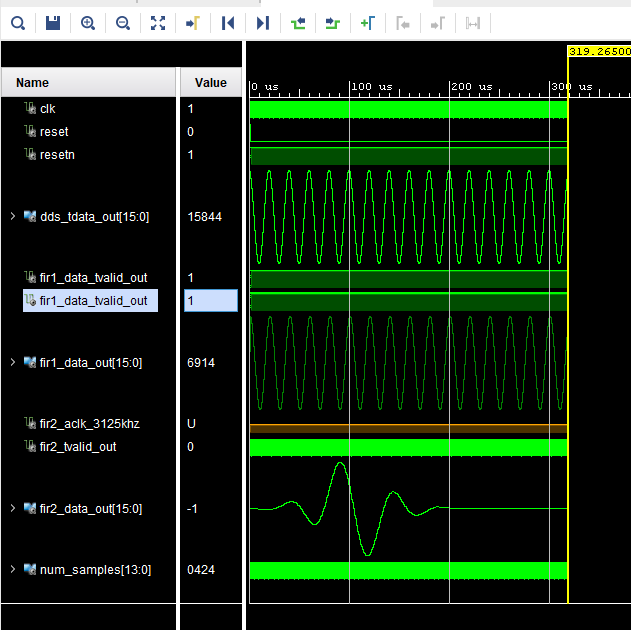 319.26500
Name Value 0 us 100 us 200 us 300 us
clk 1
reset 0
resetn 1
dds_tdata_out[15:0] 15844
fir1_data_tvalid_out 1
fir1_data_tvalid_out 1
fir1_data_out[15:0] 6914
fir2_aclk_3125khz U
fir2_tvalid_out 0
fir2_data_out[15:0] -1
num_samples[13:0] 0424